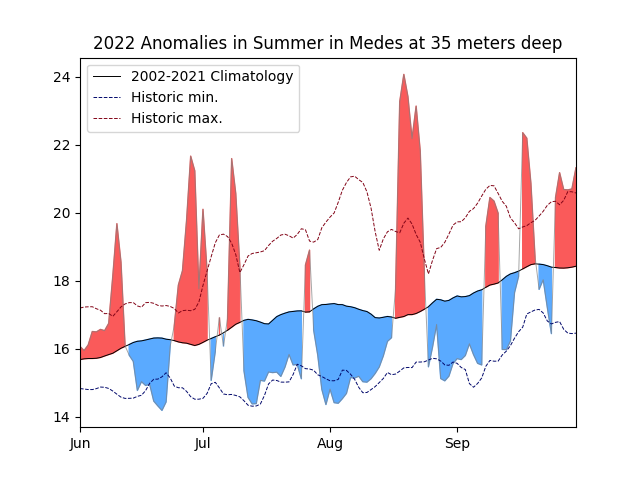 2022 Anomalies in Summer in Medes at 35 meters deep
2002-2021 Climatology
Historic min.
Historic max.
24
22
20
18
16
14
Jun Jul Aug Sep